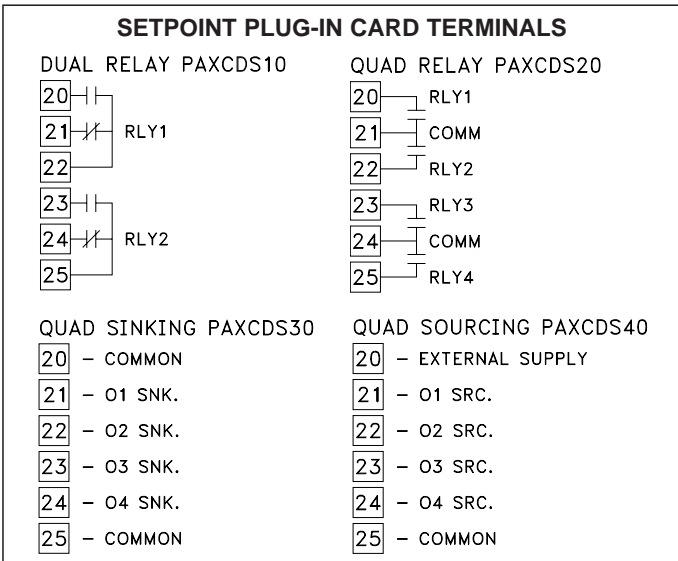 SETPOINT PLUG-IN CARD TERMINALS
DUAL RELAY PAXCDS10
20
21 RLY1
22
23
24 RLY2
25
QUAD RELAY PAXCDS20
20 RLY1
21 COMM
22 RLY2
23 RLY3
24 COMM
25 RLY4
QUAD SINKING PAXCDS30
20 – COMMON
21 – O1 SNK.
22 – O2 SNK.
23 – O3 SNK.
24 – O4 SNK.
25 – COMMON
QUAD SOURCING PAXCDS40
20 – EXTERNAL SUPPLY
21 – O1 SRC.
22 – O2 SRC.
23 – O3 SRC.
24 – O4 SRC.
25 – COMMON